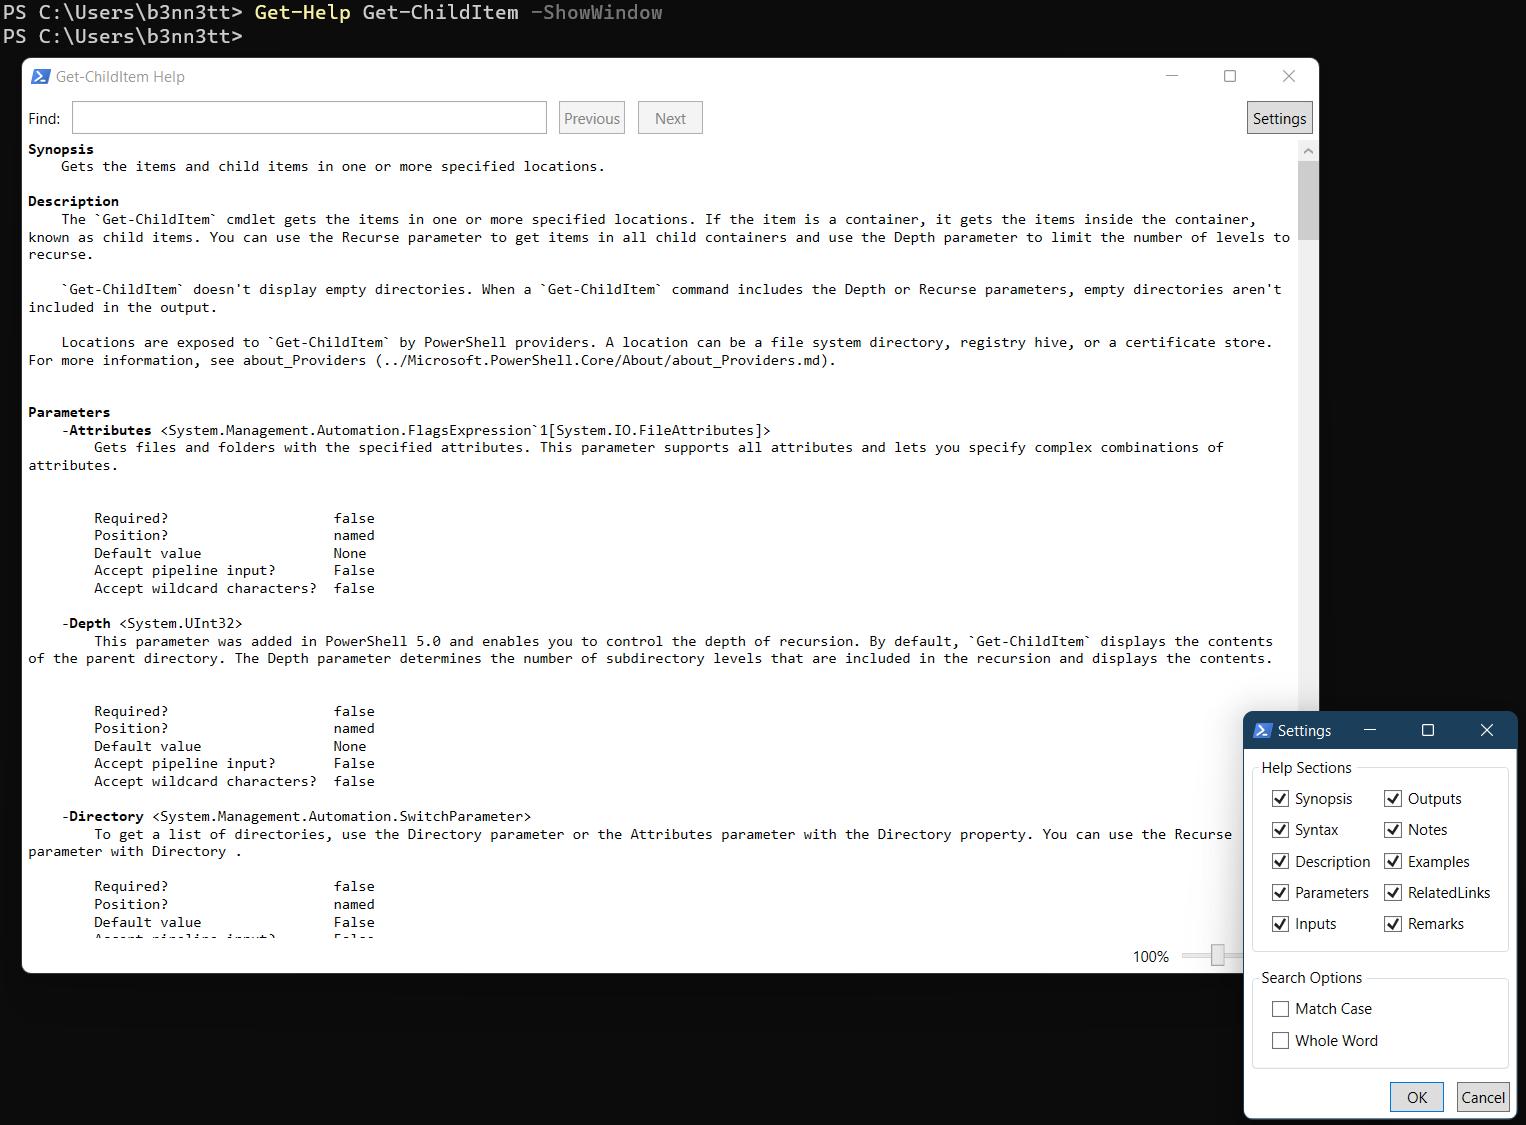 PS C:\Users\b3nn3tt> Get-Help Get-ChildItem -ShowWindow
PS C:\Users\b3nn3tt>
Get-ChildItem Help
Find:
Previous
Next
Settings
Synopsis
Gets the items and child items in one or more specified locations.
Description
The `Get-ChildItem` cmdlet gets the items in one or more specified locations. If the item is a container, it gets the items inside the container,
known as child items. You can use the Recurse parameter to get items in all child containers and use the Depth parameter to limit the number of levels to
recurse.
`Get-ChildItem` doesn't display empty directories. When a `Get-ChildItem` command includes the Depth or Recurse parameters, empty directories aren't
included in the output.
Locations are exposed to `Get-ChildItem` by PowerShell providers. A location can be a file system directory, registry hive, or a certificate store.
For more information, see about_Providers (../Microsoft.PowerShell.Core/About/about_Providers.md).
Parameters
-Attributes <System.Management.Automation.FlagsExpression`1[System.IO.FileAttributes]>
Gets files and folders with the specified attributes. This parameter supports all attributes and lets you specify complex combinations of
attributes.
Required? false
Position? named
Default value None
Accept pipeline input? False
Accept wildcard characters? false
-Depth <System.UInt32>
This parameter was added in PowerShell 5.0 and enables you to control the depth of recursion. By default, `Get-ChildItem` displays the contents
of the parent directory. The Depth parameter determines the number of subdirectory levels that are included in the recursion and displays the contents.
Required? false
Position? named
Default value None
Accept pipeline input? False
Accept wildcard characters? false
-Directory <System.Management.Automation.SwitchParameter>
To get a list of directories, use the Directory parameter or the Attributes parameter with the Directory property. You can use the Recurse
parameter with Directory .
Required? false
Position? named
Default value False
Accept pipeline input? False
100%
Settings
Help Sections
Synopsis Outputs
Syntax Notes
Description Examples
Parameters RelatedLinks
Inputs Remarks
Search Options
Match Case
Whole Word
OK Cancel